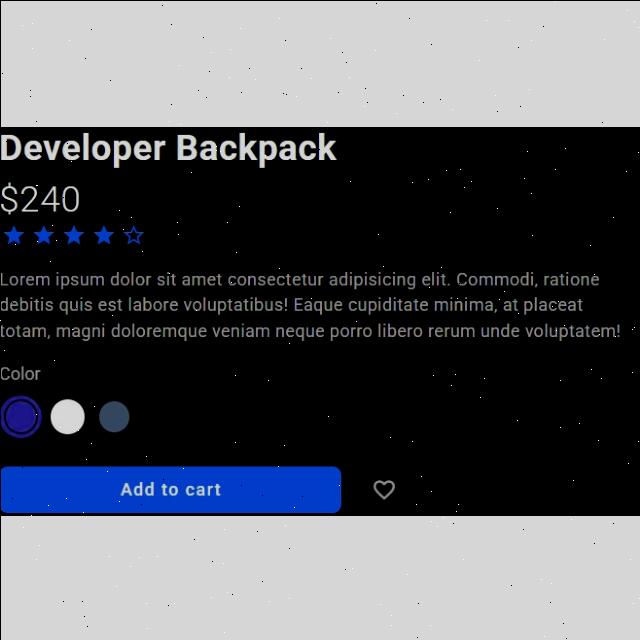 Developer Backpack
$240
Lorem ipsum dolor sit amet consectetur adipisicing elit. Commodi, ratione
debitis quis est labore voluptatibus! Eaque cupiditate minima, at placeat
totam, magni doloremque veniam neque porro libero rerum unde voluptatem!
Color
Add to cart